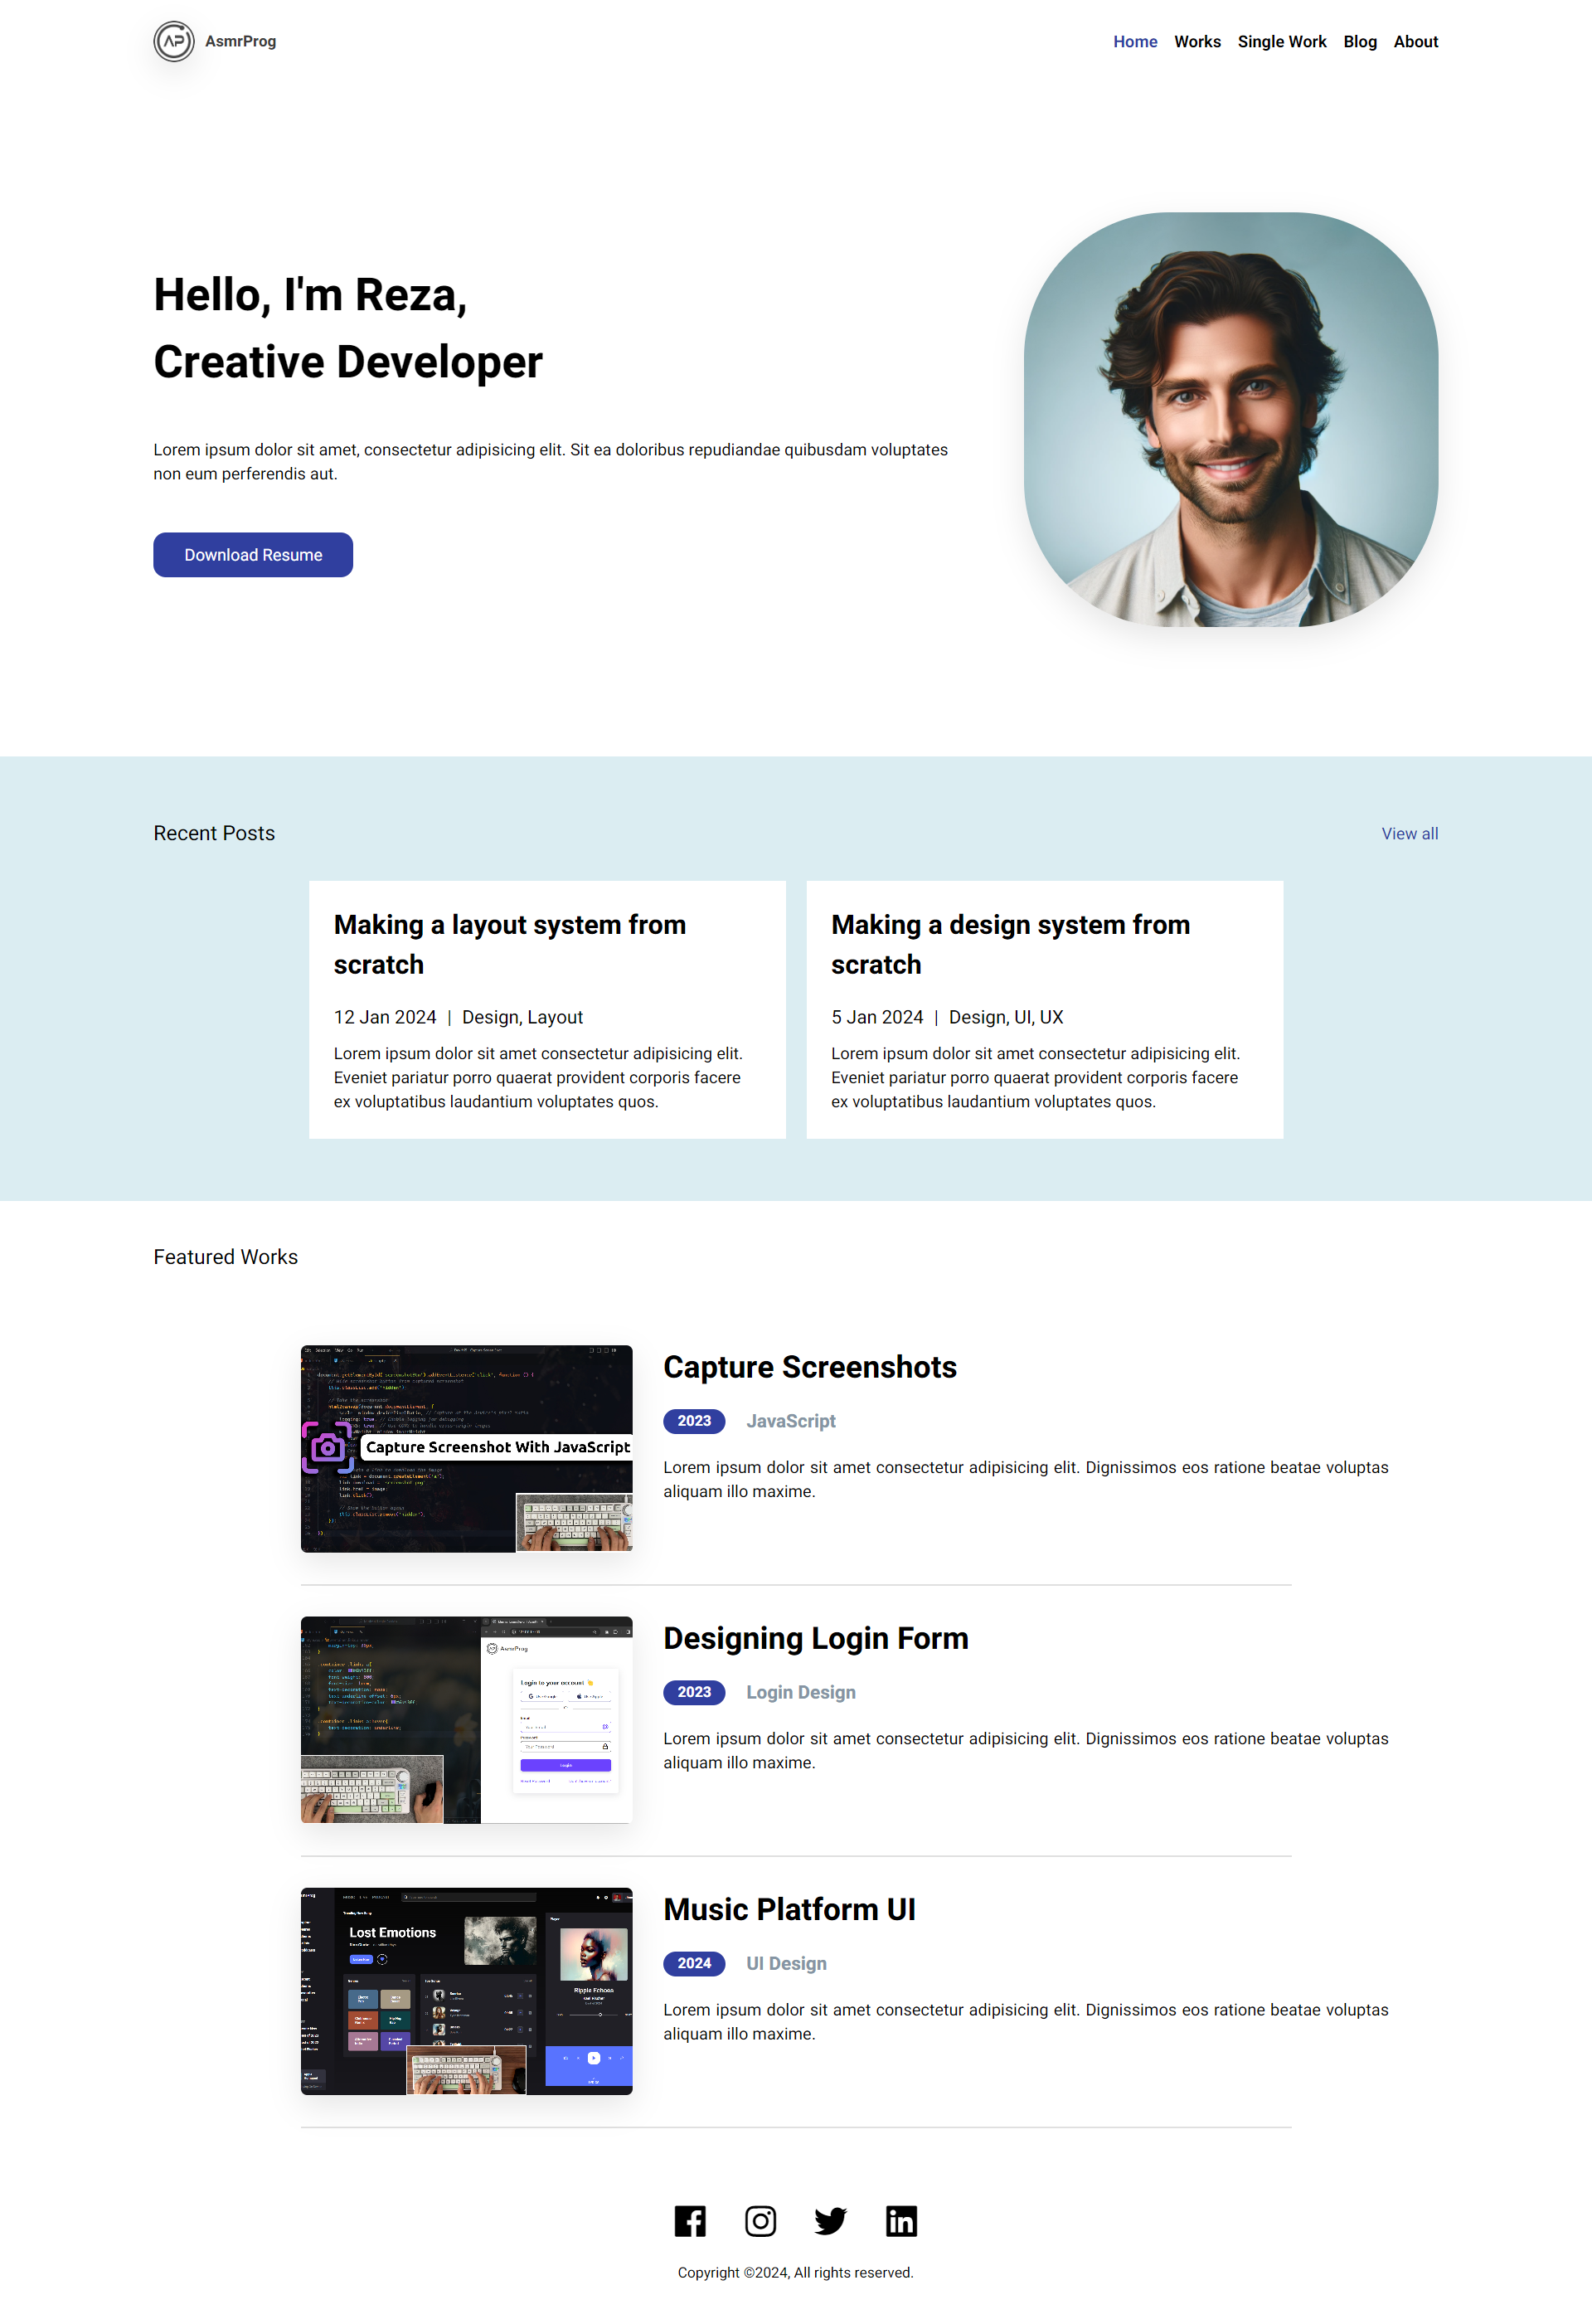 AP AsmrProg
Home Works Single Work Blog About
Hello, I'm Reza,
Creative Developer
Lorem ipsum dolor sit amet, consectetur adipisicing elit. Sit ea doloribus repudiandae quibusdam voluptates
non eum perferendis aut.
Download Resume
Recent Posts
View all
Making a layout system from
scratch
12 Jan 2024 | Design, Layout
Lorem ipsum dolor sit amet consectetur adipisicing elit.
Eveniet pariatur porro quaerat provident corporis facere
ex voluptatibus laudantium voluptates quos.
Making a design system from
scratch
5 Jan 2024 | Design, UI, UX
Lorem ipsum dolor sit amet consectetur adipisicing elit.
Eveniet pariatur porro quaerat provident corporis facere
ex voluptatibus laudantium voluptates quos.
Featured Works
Capture Screenshot With JavaScript
Capture Screenshots
2023 JavaScript
Lorem ipsum dolor sit amet consectetur adipisicing elit. Dignissimos eos ratione beatae voluptas
aliquam illo maxime.
AsmrProg
Login to your account
Designing Login Form
2023 Login Design
Lorem ipsum dolor sit amet consectetur adipisicing elit. Dignissimos eos ratione beatae voluptas
aliquam illo maxime.
Lost Emotions
Ripple Echoes
Music Platform UI
2024 UI Design
Lorem ipsum dolor sit amet consectetur adipisicing elit. Dignissimos eos ratione beatae voluptas
aliquam illo maxime.
Copyright ©2024, All rights reserved.